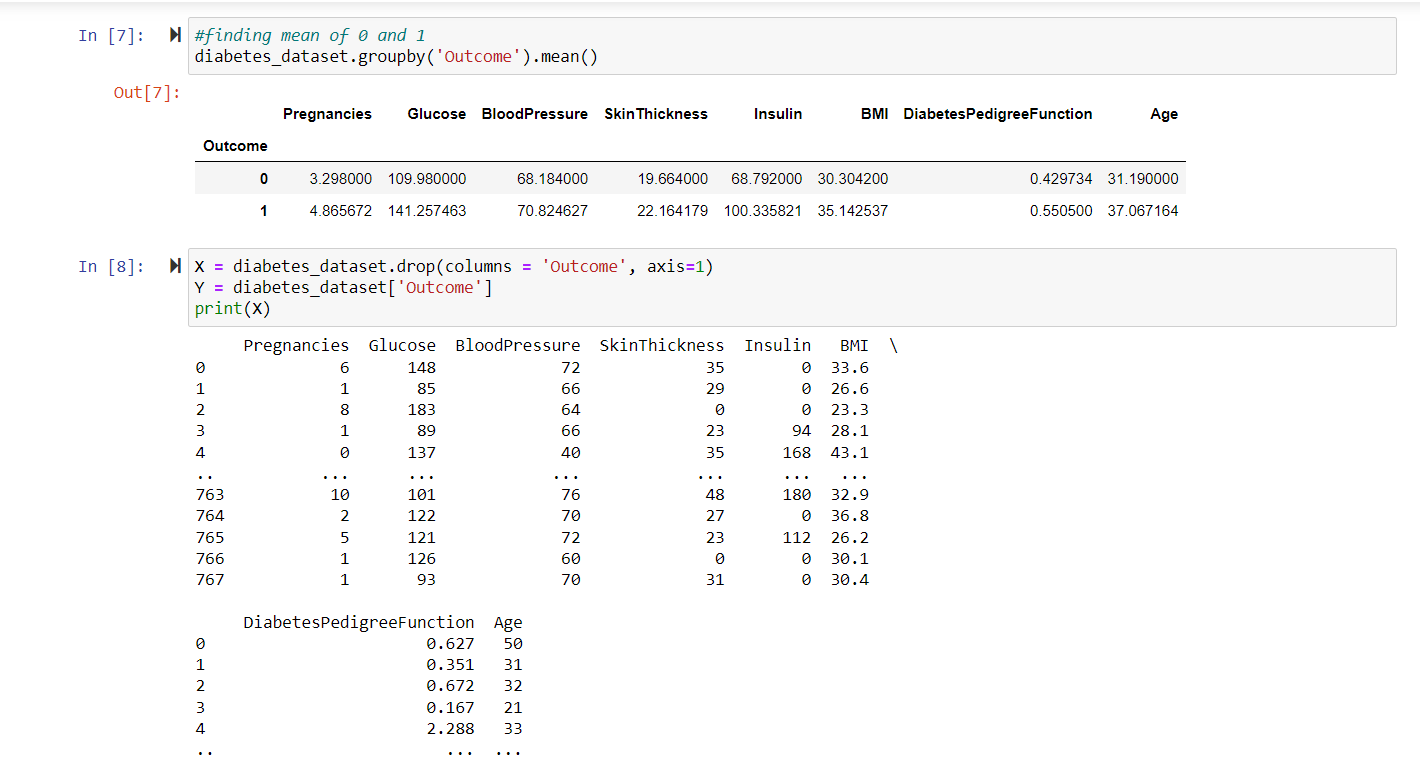 In [7]:
#finding mean of 0 and 1
diabetes_dataset.groupby('Outcome').mean()
Out[7]:
Pregnancies Glucose BloodPressure SkinThickness Insulin BMI DiabetesPedigreeFunction Age
Outcome
0 3.298000 109.980000 68.184000 19.664000 68.792000 30.304200 0.429734 31.190000
1 4.865672 141.257463 70.824627 22.164179 100.335821 35.142537 0.550500 37.067164
In [8]:
X = diabetes_dataset.drop(columns = 'Outcome', axis=1)
Y = diabetes_dataset['Outcome']
print(X)
Pregnancies Glucose BloodPressure SkinThickness Insulin BMI \
0 6 148 72 35 0 33.6
1 1 85 66 29 0 26.6
2 8 183 64 0 0 23.3
3 1 89 66 23 94 28.1
4 0 137 40 35 168 43.1
.. ... ... ... ... ... ...
763 10 101 76 48 180 32.9
764 2 122 70 27 0 36.8
765 5 121 72 23 112 26.2
766 1 126 60 0 0 30.1
767 1 93 70 31 0 30.4
DiabetesPedigreeFunction Age
0 0.627 50
1 0.351 31
2 0.672 32
3 0.167 21
4 2.288 33
.. ... ...